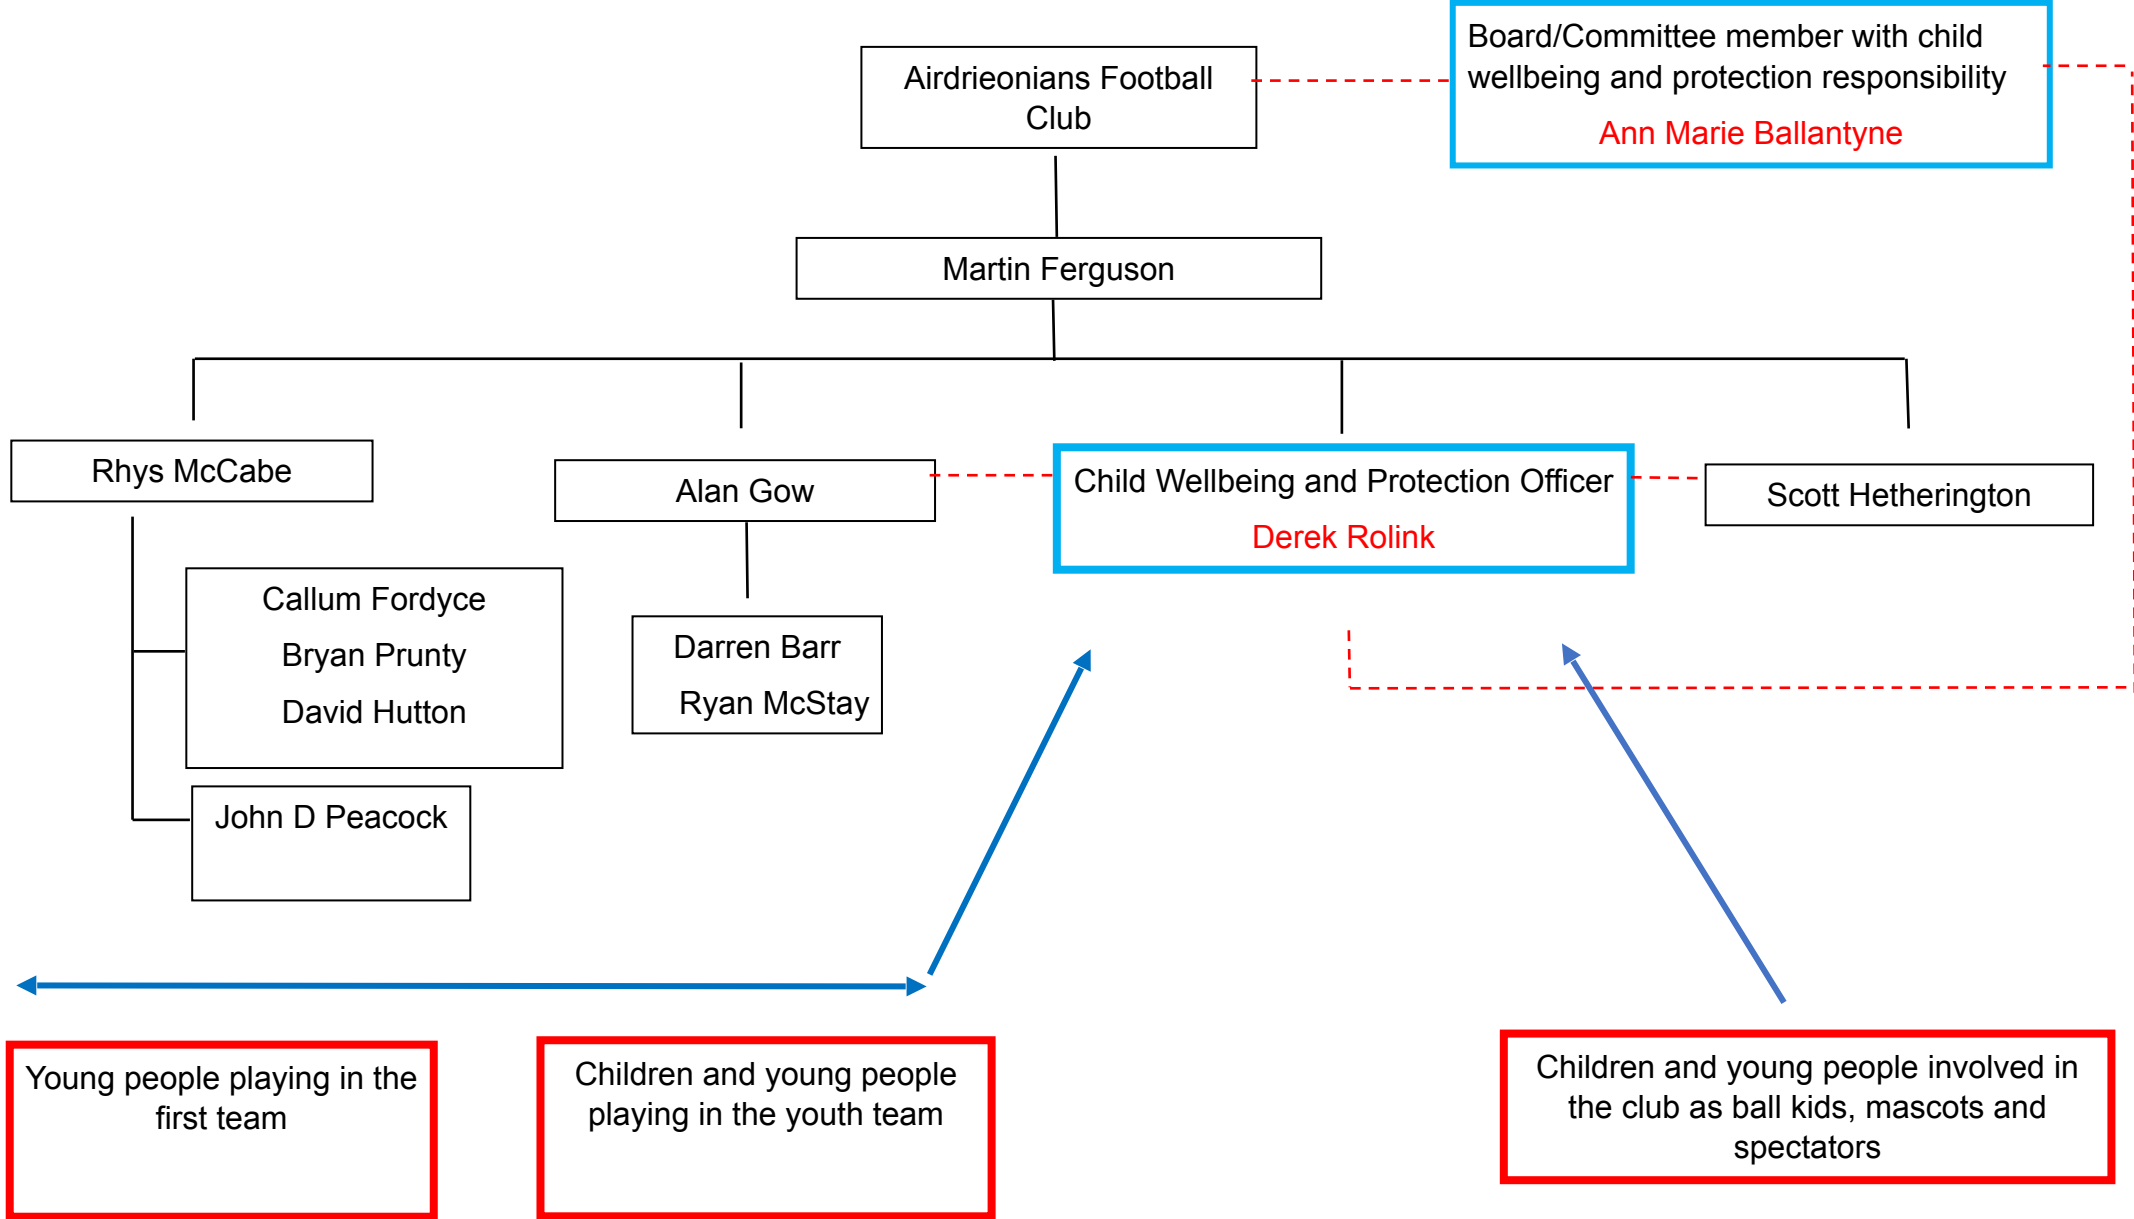 Airdrieonians Football
Club
Board/Committee member with child
wellbeing and protection responsibility
Ann Marie Ballantyne
Martin Ferguson
Rhys McCabe
Alan Gow
Child Wellbeing and Protection Officer
Derek Rolink
Scott Hetherington
Callum Fordyce
Bryan Prunty
David Hutton
Darren Barr
Ryan McStay
John D Peacock
Young people playing in the
first team
Children and young people
playing in the youth team
Children and young people involved in
the club as ball kids, mascots and
spectators